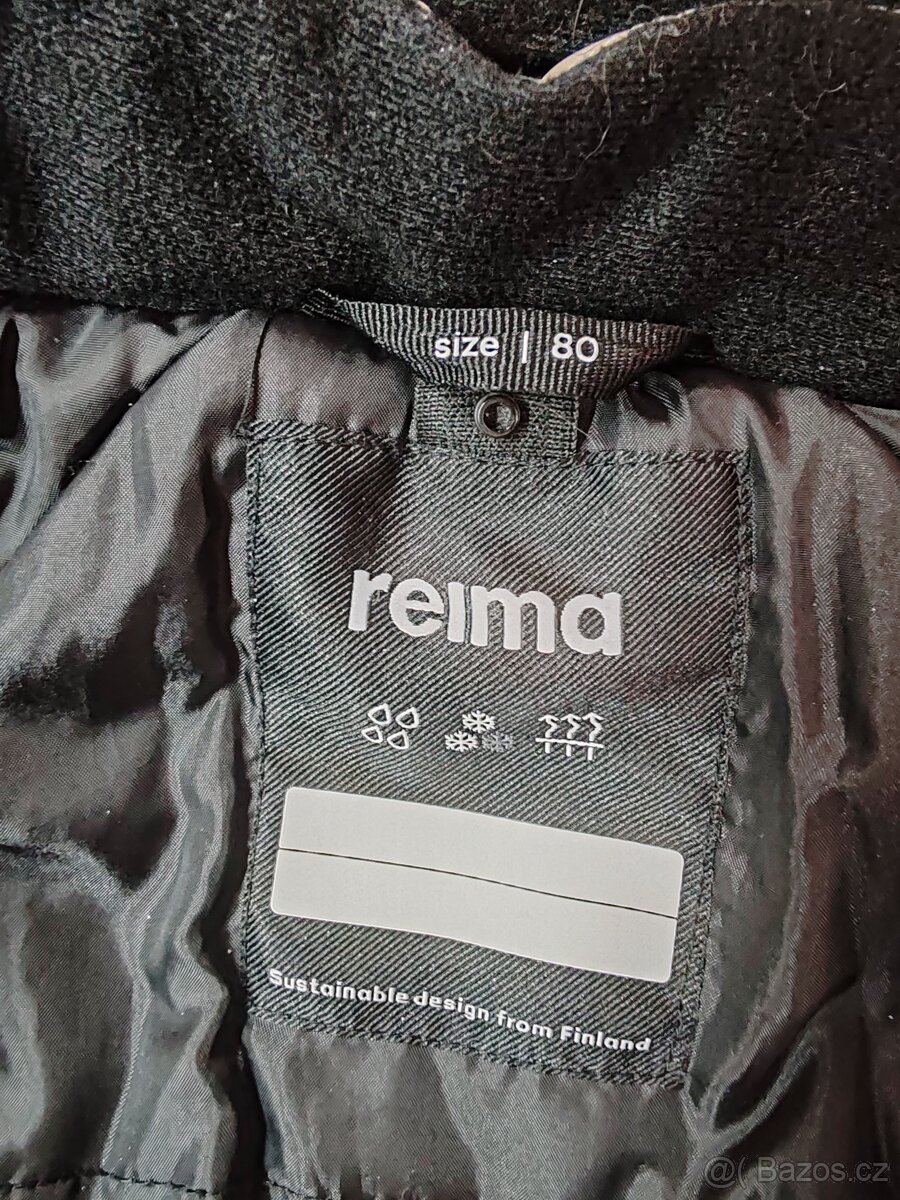 size | 80
reima
Sustainable design from Finland
@( Bazos.cz